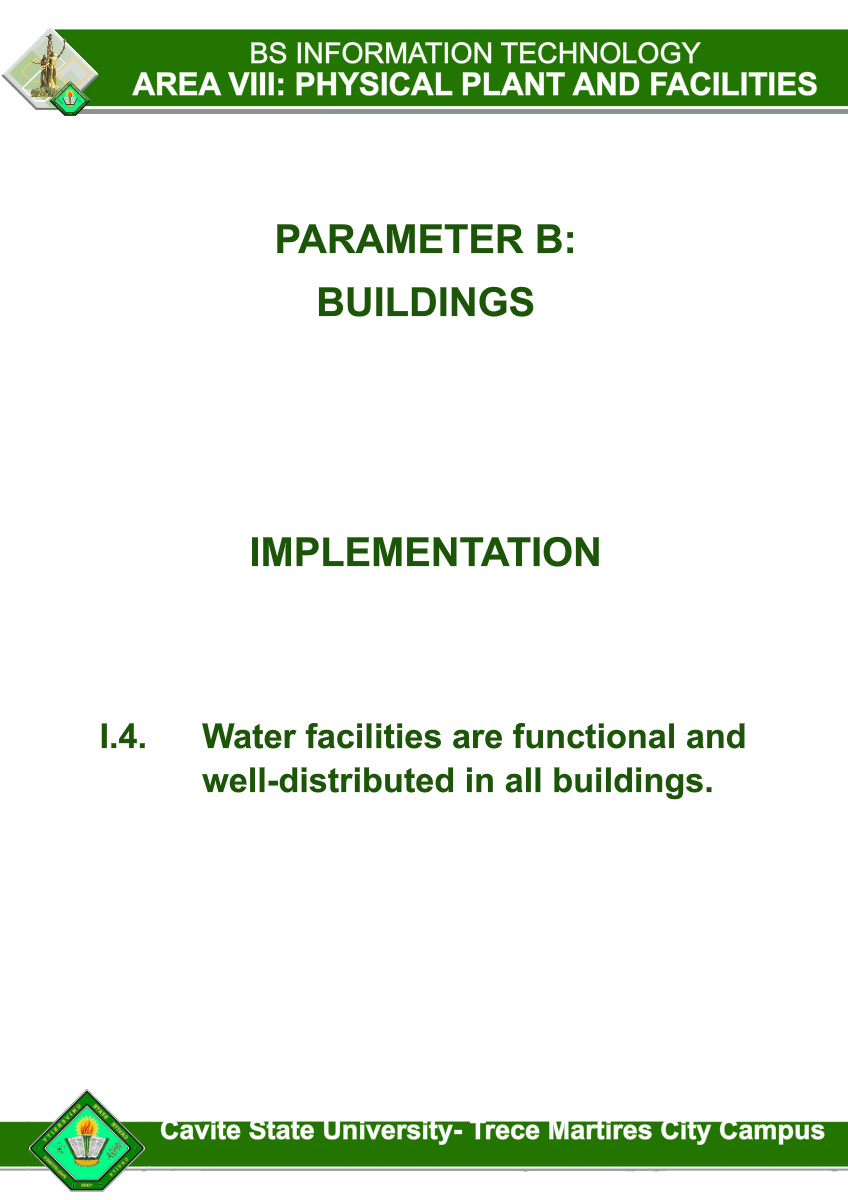 BS INFORMATION TECHNOLOGY
AREA VIII: PHYSICAL PLANT AND FACILITIES
PARAMETER B:
BUILDINGS
IMPLEMENTATION
I.4. Water facilities are functional and
well-distributed in all buildings.
Cavite State University- Trece Martires City Campus